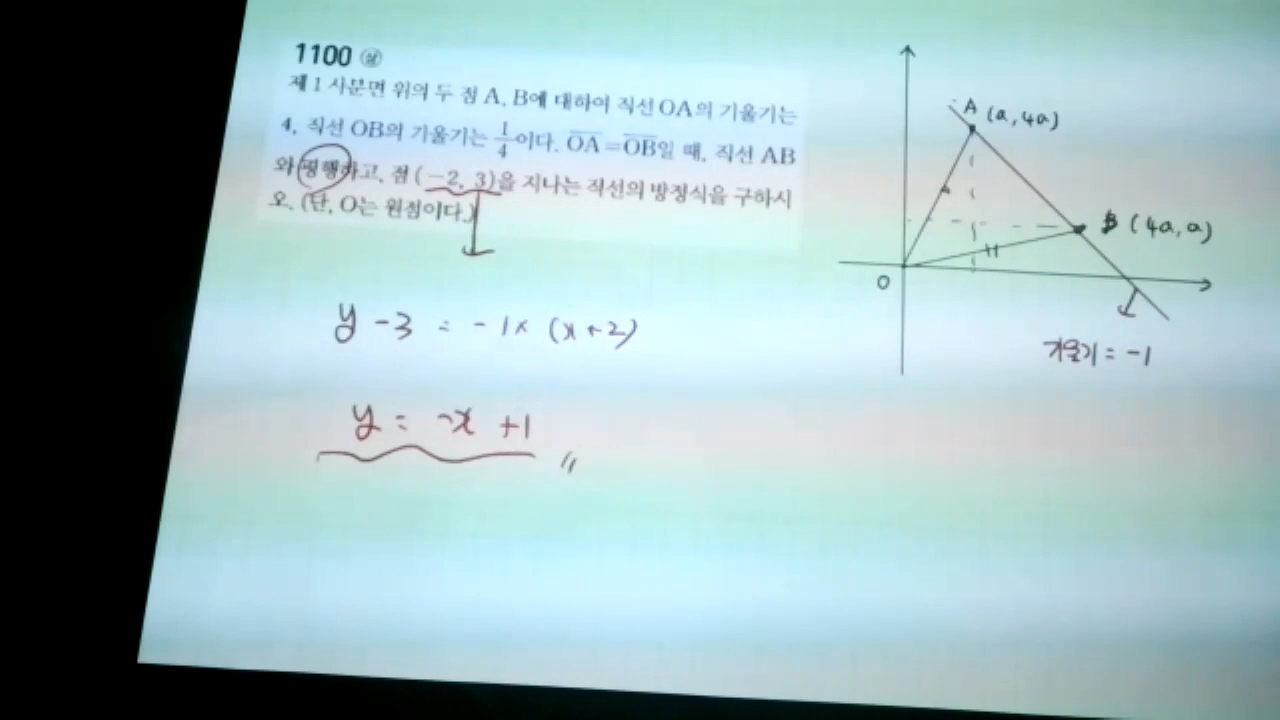 1100 상
제1사분면 위의 두 점 A, B에 대하여 직선 OA의 기울기는
4, 직선 OB의 기울기는 1/4이다. OA=OB일 때, 직선 AB
와 평행하고, 점 (-2, 3)을 지나는 직선의 방정식을 구하시
오. (단, O는 원점이다.)
y - 3 = - 1 × (x + 2)
y = -x + 1
A (a, 4a)
B (4a, a)
O
기울기 = -1